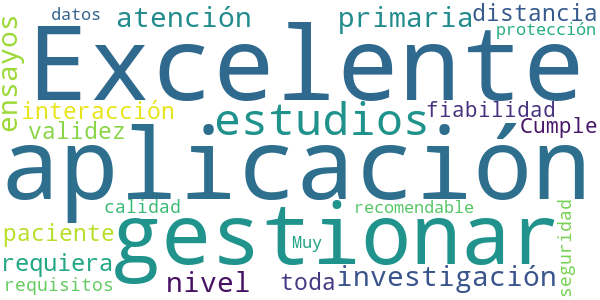 datos
atención
primaria
distancia
protección
ensayos
Excelente
interacción
estudios
fiabilidad
validez
Cumple
aplicación
calidad
recomendable
paciente
gestionar
Muy
seguridad
requiera
requisitos
nivel
toda
investigación